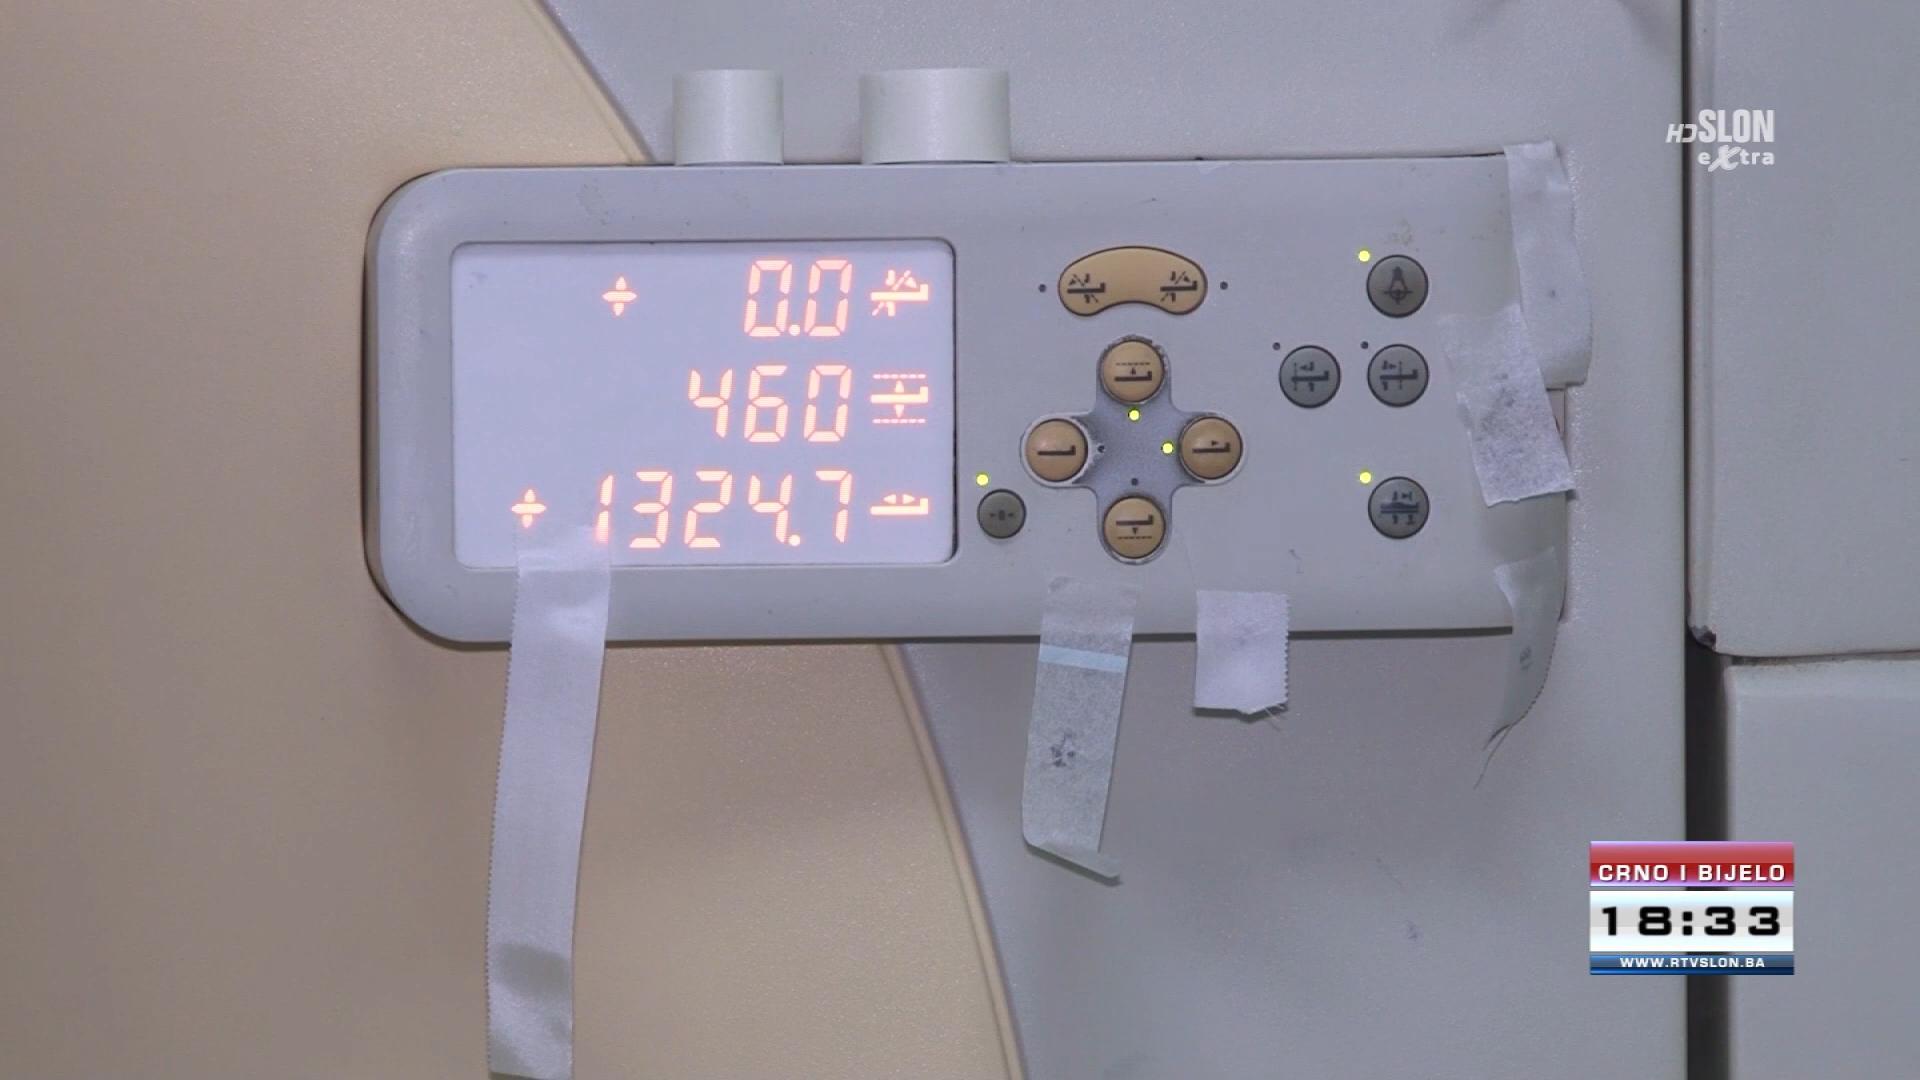 HD SLON
extra
0.0
460
1324.7
CRNO I BIJELO
18:33
WWW.RTVSLON.BA